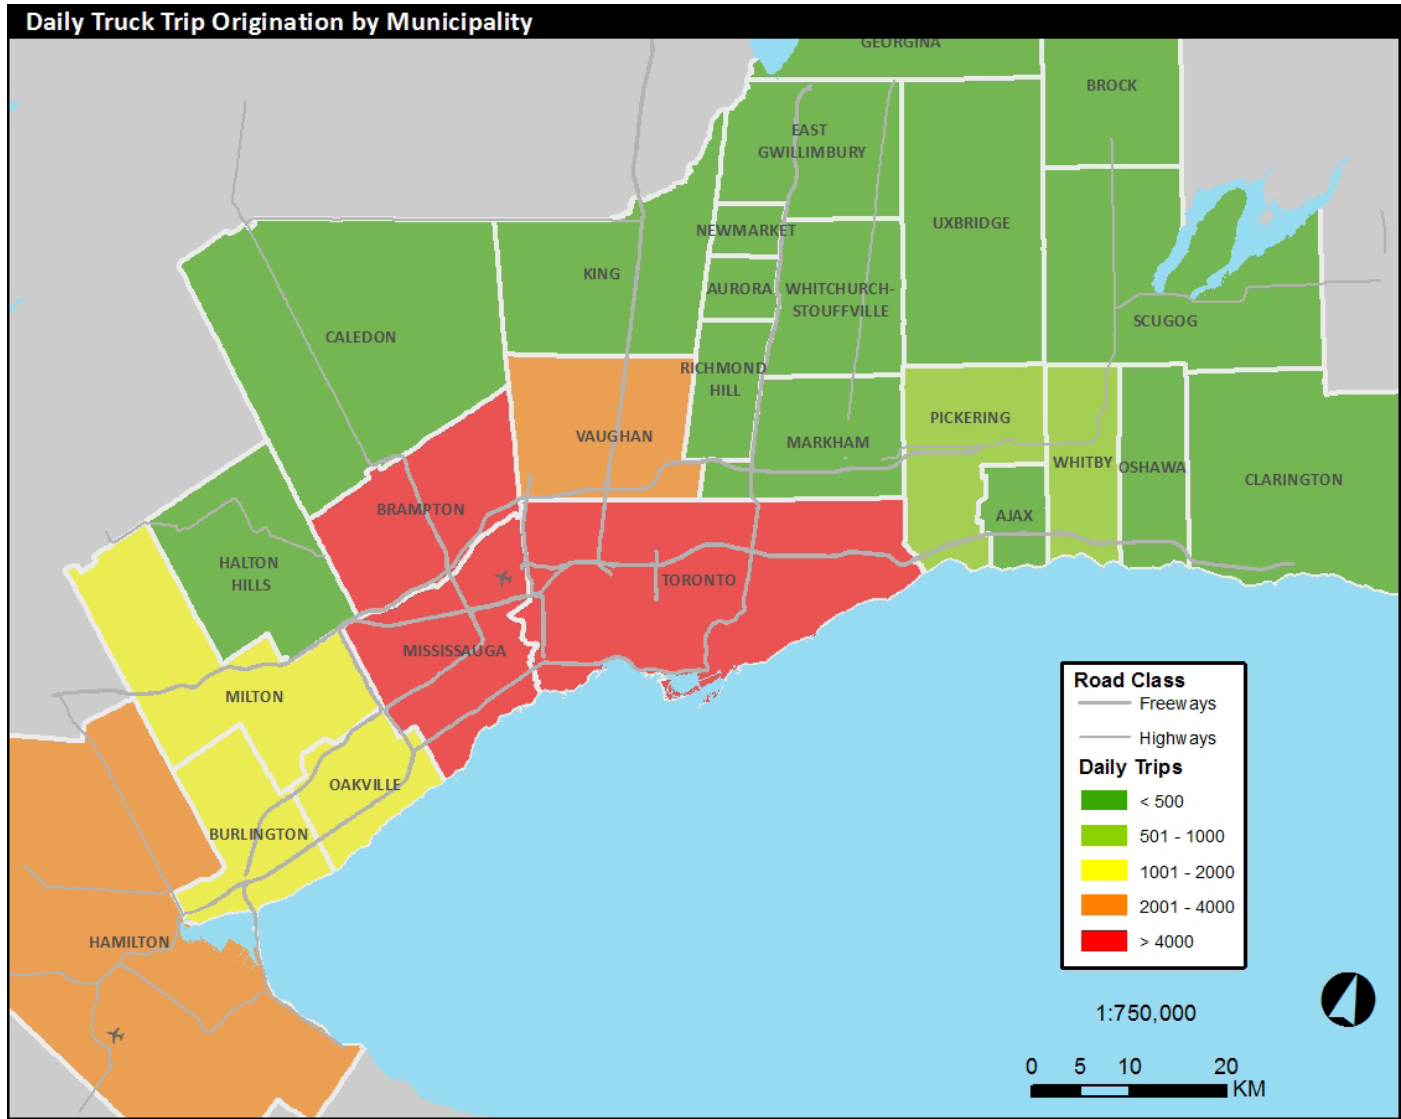 Daily Truck Trip Origination by Municipality
GEORGINA
BROCK
EAST
GWILLIMBURY
UXBRIDGE
NEWMARKET
KING
AURORA
WHITCHURCH-
STOUFFVILLE
SCUGOG
CALEDON
RICHMOND
HILL
VAUGHAN
MARKHAM
PICKERING
WHITBY
OSHAWA
CLARINGTON
BRAMPTON
AJAX
HALTON
HILLS
TORONTO
MISSISSAUGA
MILTON
OAKVILLE
BURLINGTON
HAMILTON
Road Class
Freeways
Highways
Daily Trips
< 500
501 - 1000
1001 - 2000
2001 - 4000
> 4000
1:750,000
0 5 10 20
KM